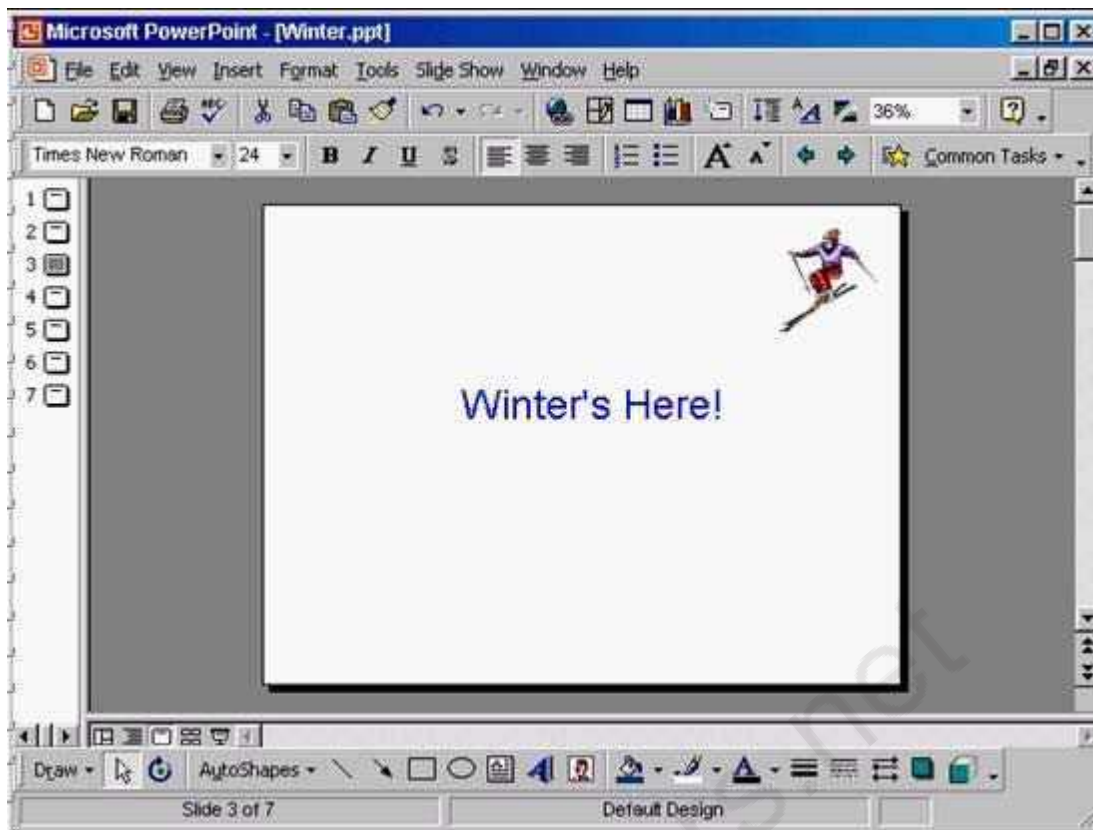 Microsoft PowerPoint - [Winter.ppt]
File Edit View Insert Format Tools Slide Show Window Help
ABC A A 36% ?
Times New Roman 24 B I U S A A Common Tasks
1
2
3
4
5
6
7
Winter's Here!
Draw AutoShapes A A
Slide 3 of 7 Default Design
s.net